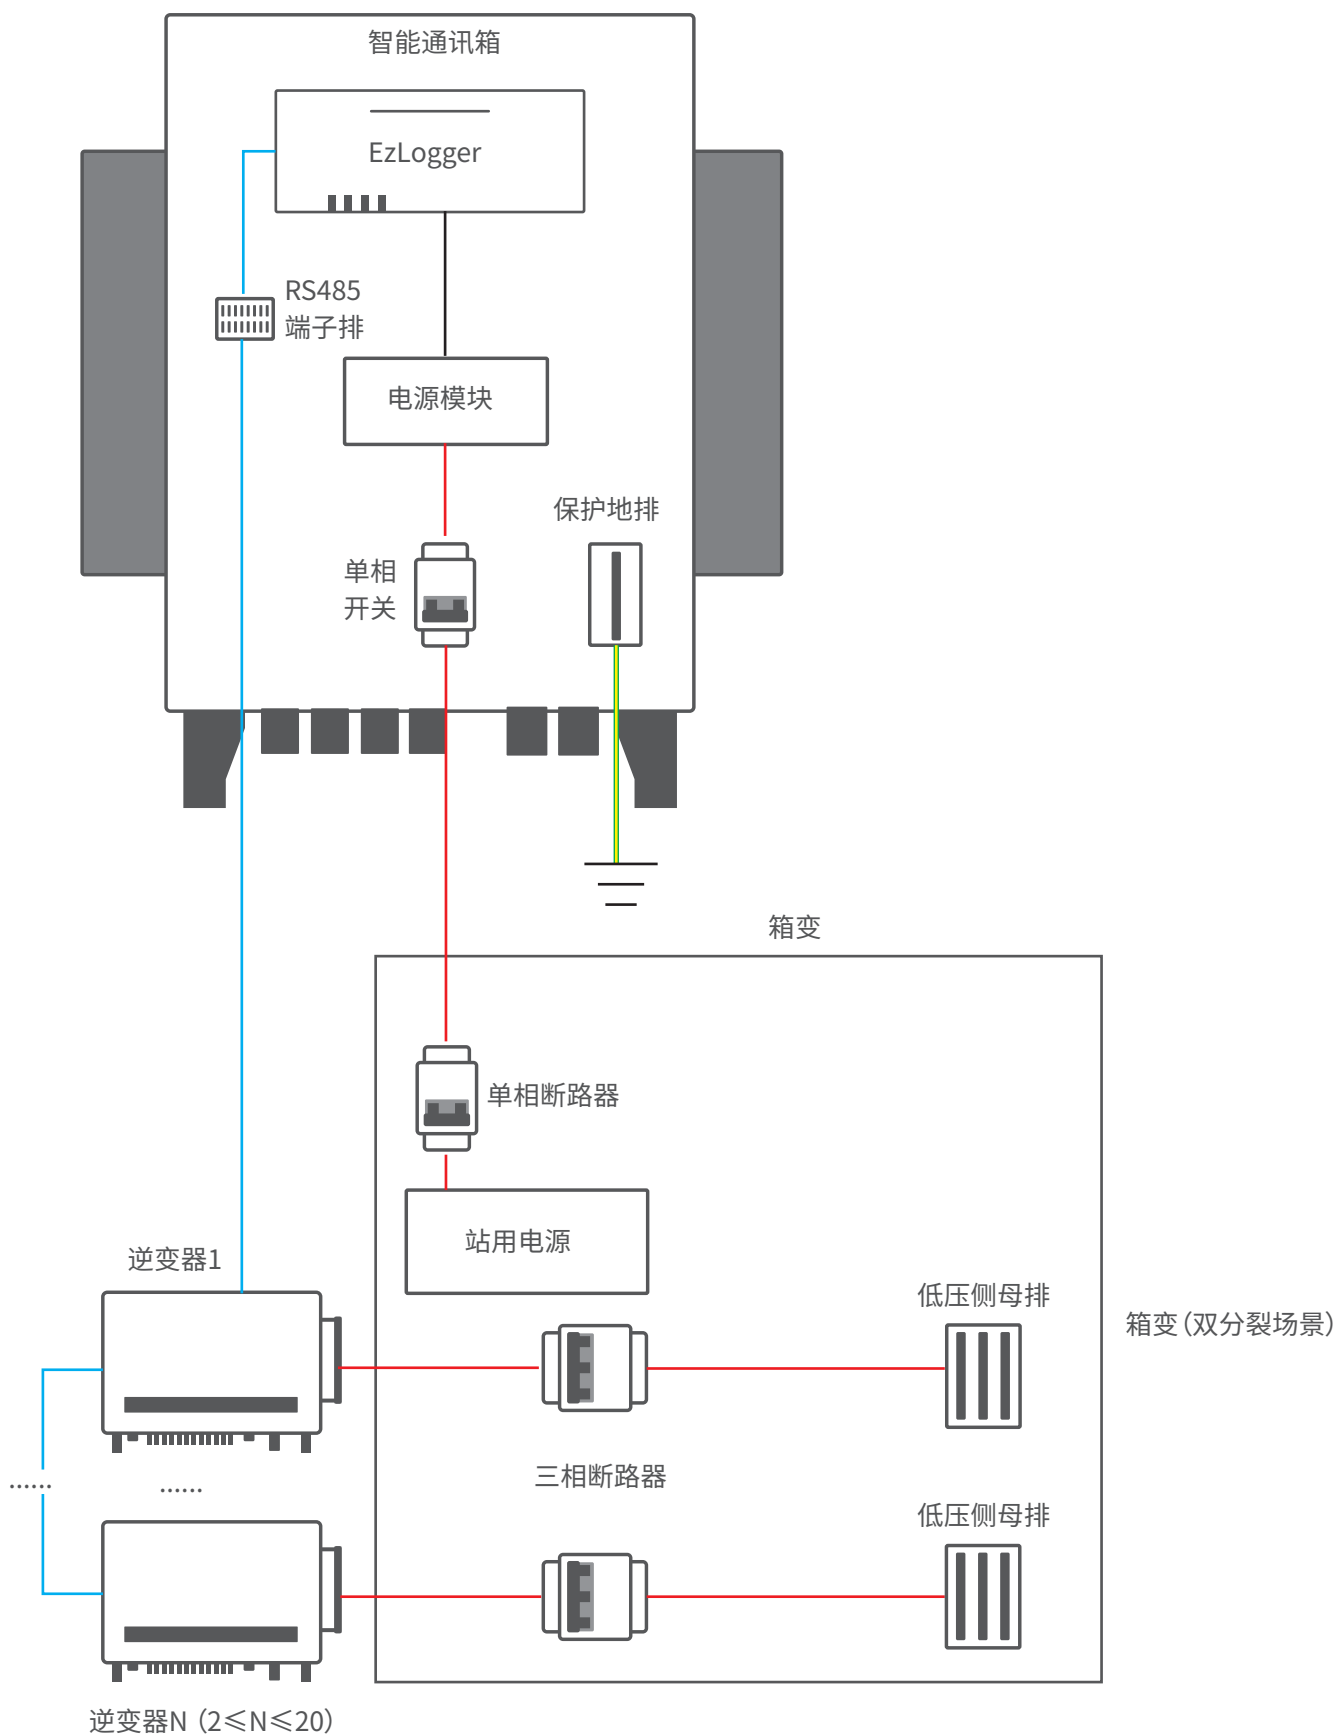 智能通讯箱
EzLogger
RS485
端子排
电源模块
保护地排
单相
开关
箱变
单相断路器
站用电源
逆变器1
低压侧母排
箱变（双分裂场景）
......
......
三相断路器
低压侧母排
逆变器N（2≤N≤20）